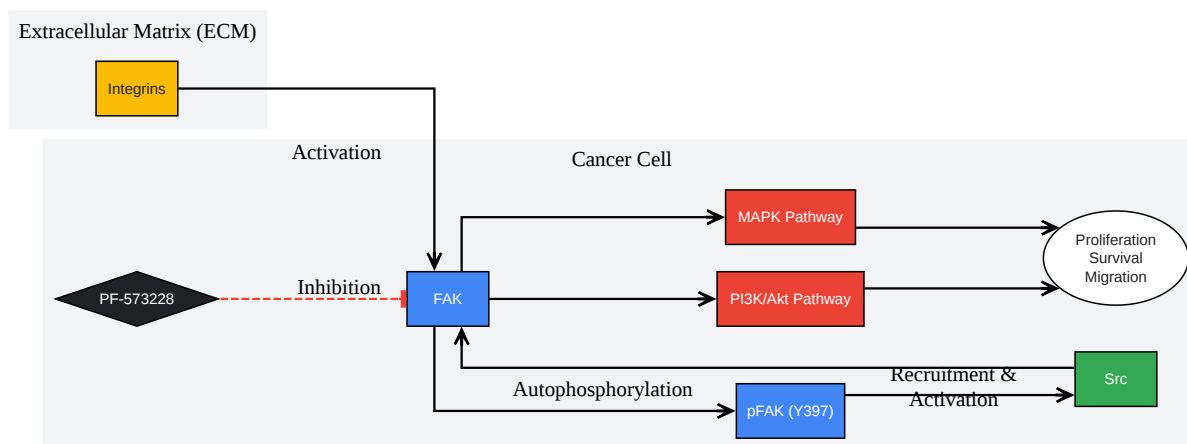 Extracellular Matrix (ECM)
Integrins
Activation
Cancer Cell
MAPK Pathway
Proliferation
Survival
Migration
PF-573228
Inhibition
FAK
PI3K/Akt Pathway
Autophosphorylation
pFAK (Y397)
Recruitment &
Activation
Src